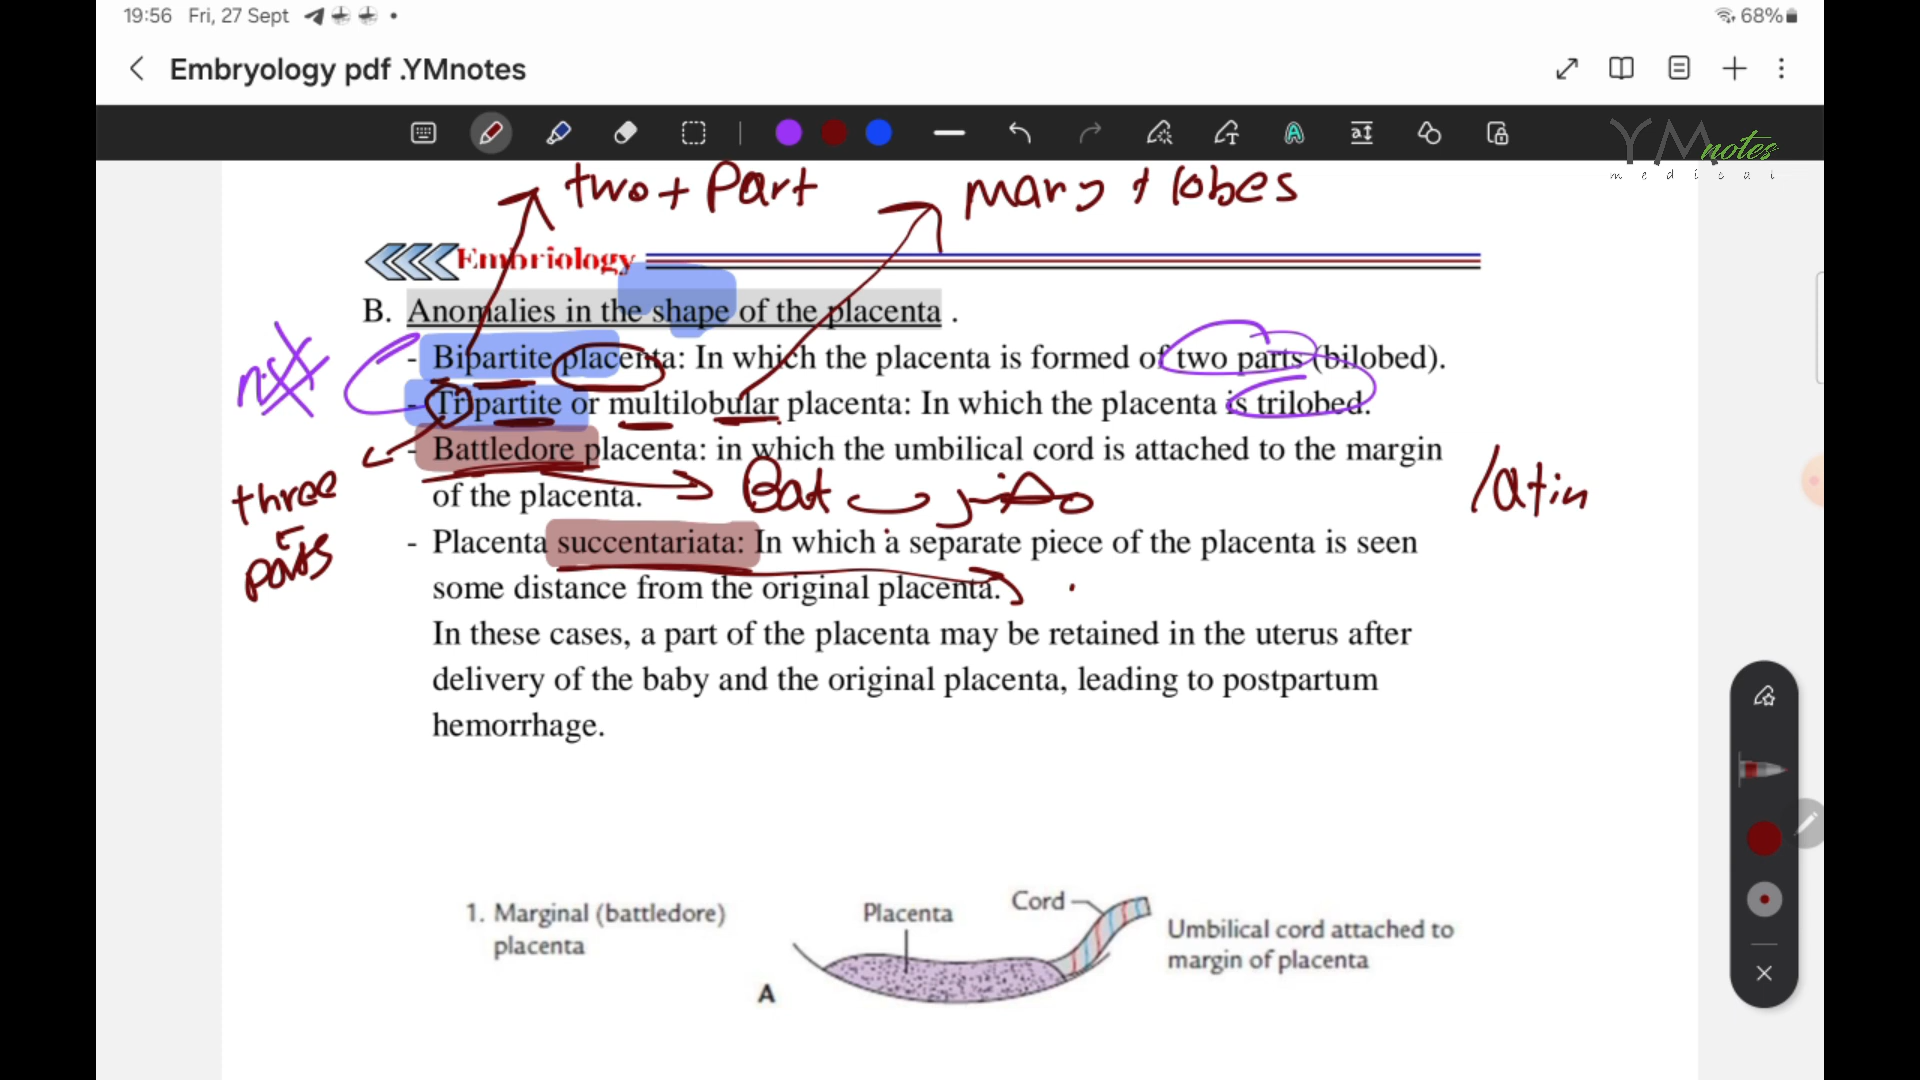 19:56 Fri, 27 Sept 68%
Embryology pdf .YMnotes
YMnotes
medical
two + Part
many + lobes
Embriology
B. Anomalies in the shape of the placenta .
- Bipartite placenta: In which the placenta is formed of two parts (bilobed).
- Tripartite or multilobular placenta: In which the placenta is trilobed.
- Battledore placenta: in which the umbilical cord is attached to the margin
of the placenta.
Bat
latin
three
parts
- Placenta succentariata: In which a separate piece of the placenta is seen
some distance from the original placenta.
In these cases, a part of the placenta may be retained in the uterus after
delivery of the baby and the original placenta, leading to postpartum
hemorrhage.
1. Marginal (battledore)
placenta
Placenta
Cord
Umbilical cord attached to
margin of placenta
A